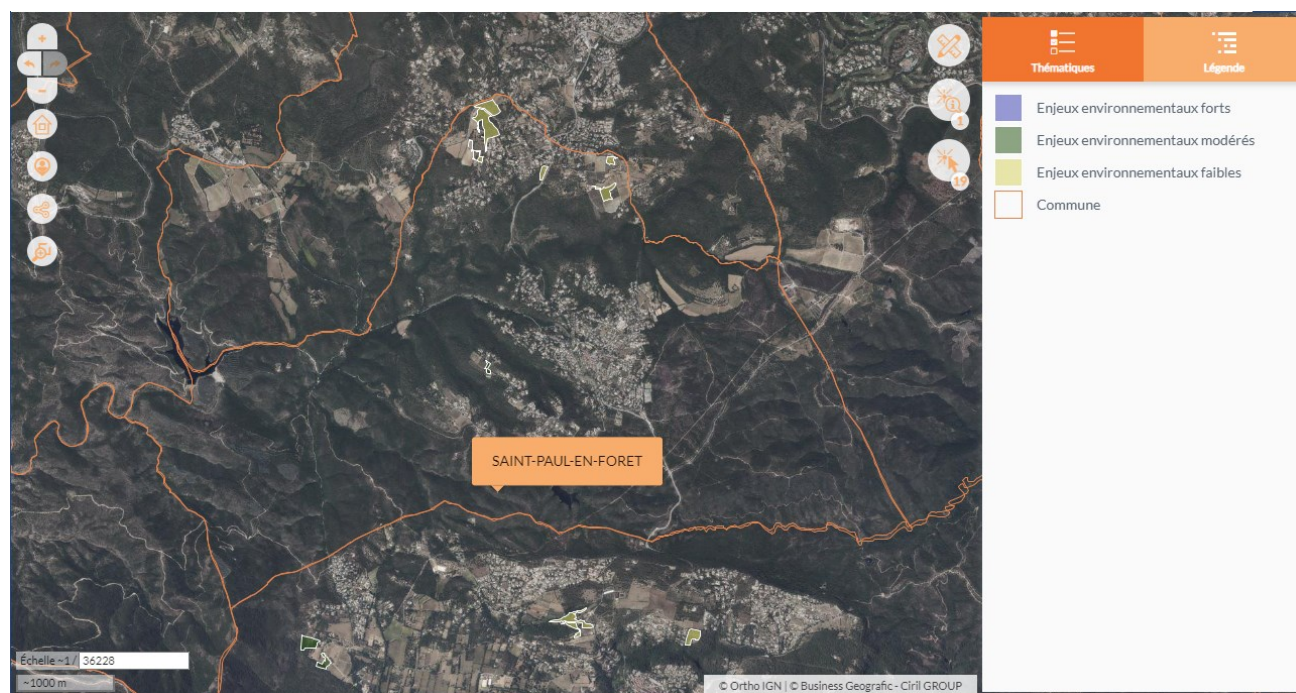 +
-
1
19
SAINT-PAUL-EN-FORET
Échelle ~1 / 36228
~1000 m
© Ortho IGN | © Business Geografic - Ciril GROUP
Thématiques
Légende
Enjeux environnementaux forts
Enjeux environnementaux modérés
Enjeux environnementaux faibles
Commune